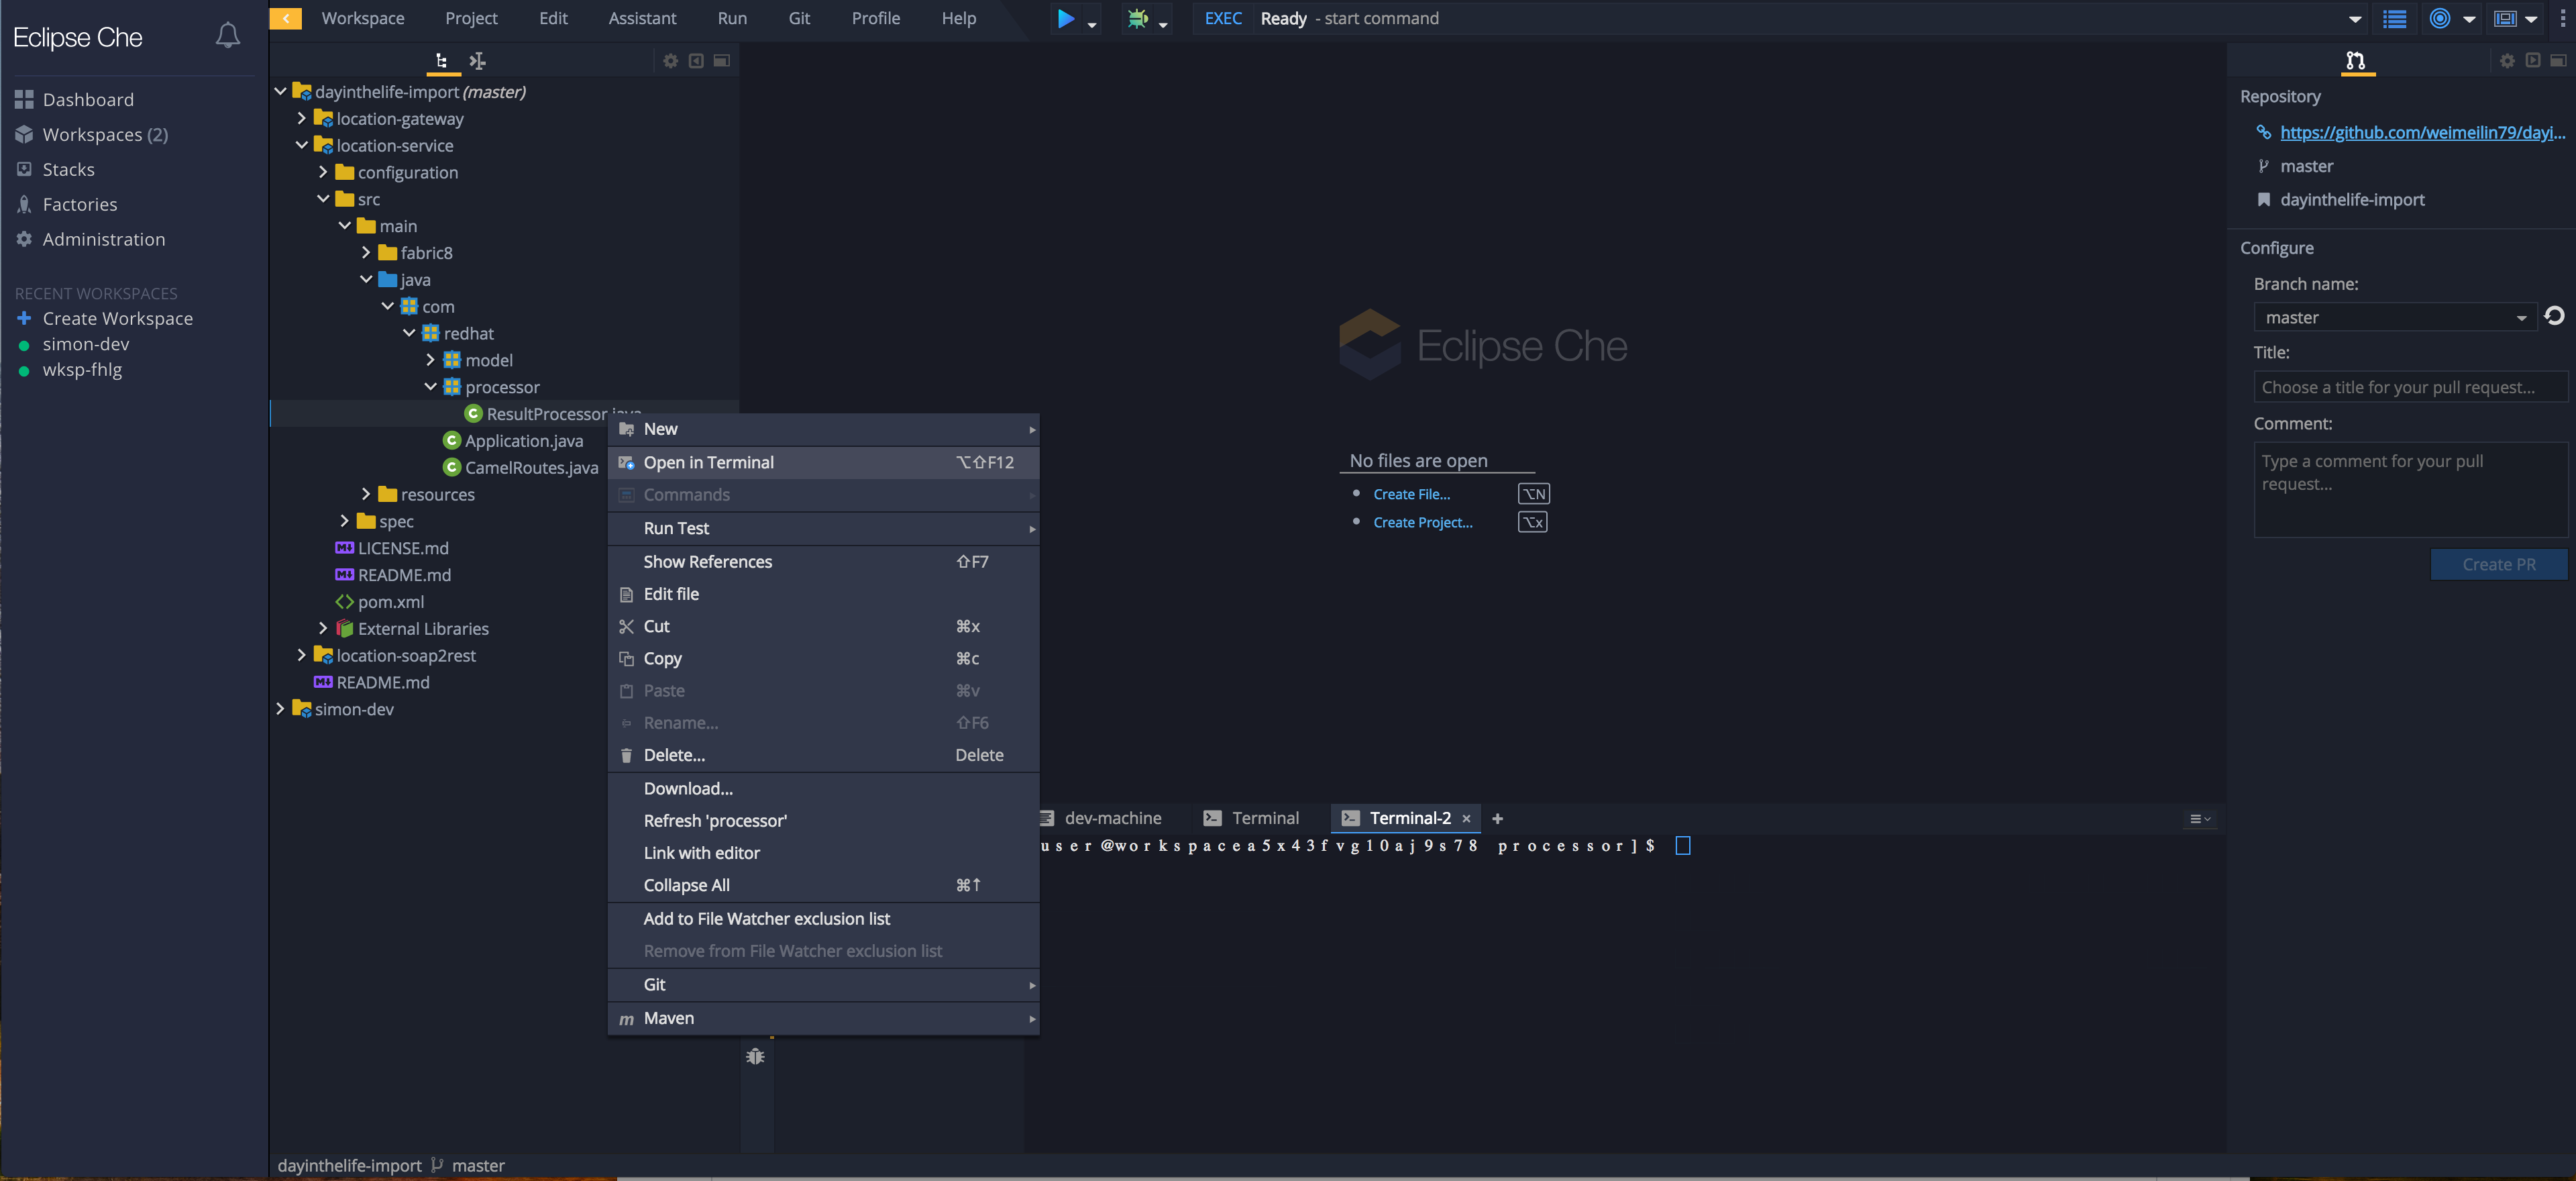 Eclipse Che
Dashboard
Workspaces (2)
Stacks
Factories
Administration
RECENT WORKSPACES
Create Workspace
simon-dev
wksp-fhlg
Workspace Project Edit Assistant Run Git Profile Help
EXEC Ready - start command
dayinthelife-import (master)
location-gateway
location-service
configuration
src
main
fabric8
java
com
redhat
model
processor
ResultProcessor.java
Application.java
CamelRoutes.java
resources
spec
LICENSE.md
README.md
pom.xml
External Libraries
location-soap2rest
README.md
simon-dev
New
Open in Terminal ⌥⇧F12
Commands
Run Test
Show References ⇧F7
Edit file
Cut ⌘x
Copy ⌘c
Paste ⌘v
Rename... ⇧F6
Delete... Delete
Download...
Refresh 'processor'
Link with editor
Collapse All ⌘↑
Add to File Watcher exclusion list
Remove from File Watcher exclusion list
Git
m Maven
Eclipse Che
No files are open
Create File... ⌥N
Create Project... ⌥x
dev-machine Terminal Terminal-2 × +
user@workspacea5x43fvg10aj9s78 processor]$
Repository
https://github.com/weimeilin79/dayi...
master
dayinthelife-import
Configure
Branch name:
master
Title:
Choose a title for your pull request...
Comment:
Type a comment for your pull
request...
Create PR
dayinthelife-import master